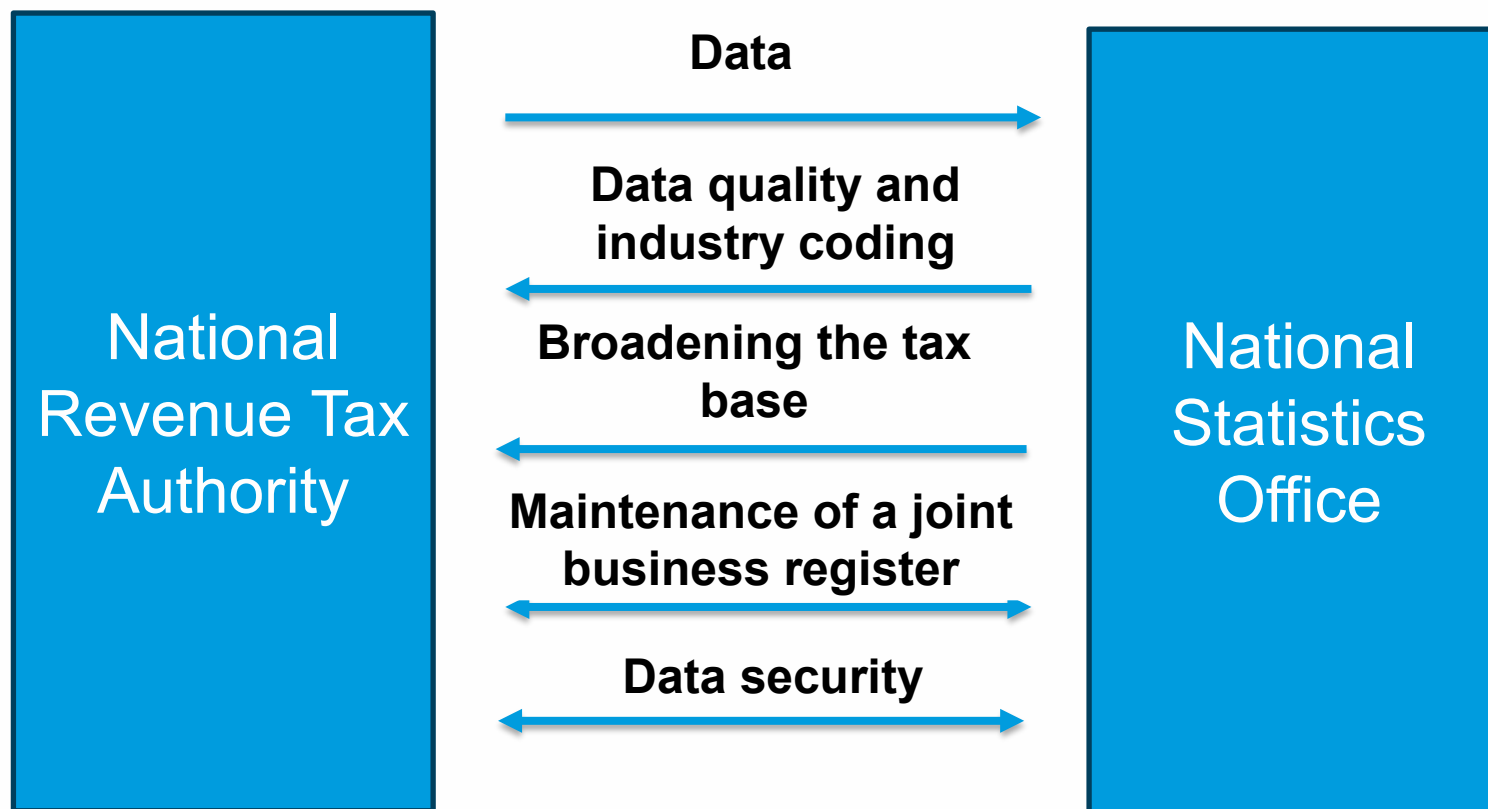 National
Revenue Tax
Authority
Data
Data quality and
industry coding
Broadening the tax
base
Maintenance of a joint
business register
Data security
National
Statistics
Office